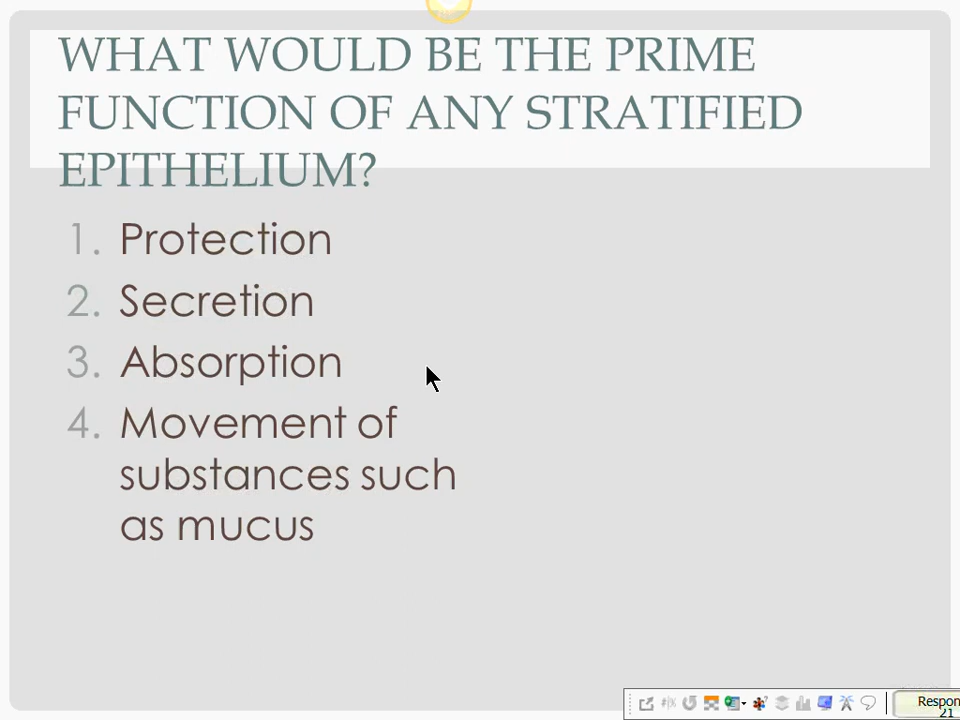 WHAT WOULD BE THE PRIME
FUNCTION OF ANY STRATIFIED
EPITHELIUM?
1. Protection
2. Secretion
3. Absorption
4. Movement of
substances such
as mucus
Respon
21